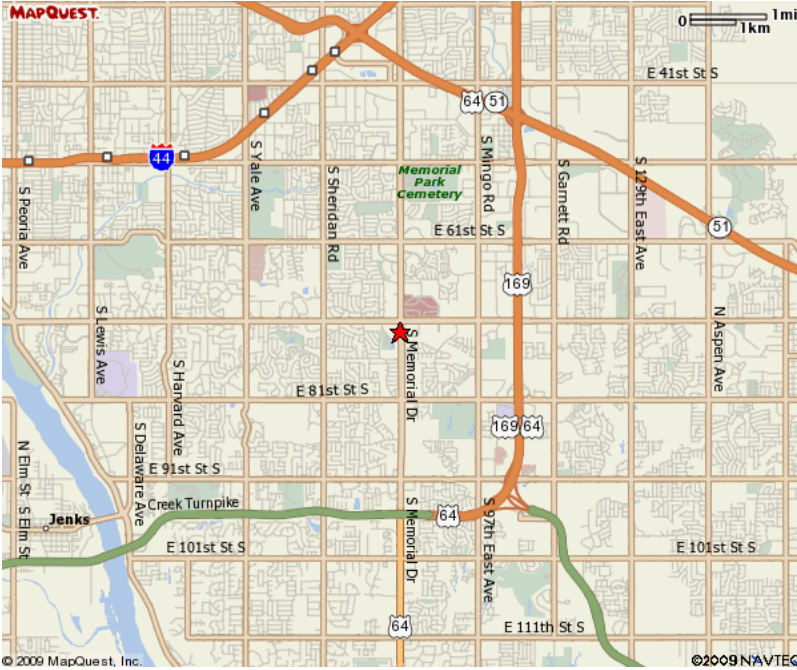 MAPQUEST.
0 1mi
1km
E 41st St S
64 51
44
S Yale Ave
S Sheridan Rd
Memorial
Park
Cemetery
S Mingo Rd
S Garnett Rd
S 129th East Ave
S Peoria Ave
E 61st St S
51
169
S Lewis Ave
S Harvard Ave
S Memorial Dr
N Aspen Ave
E 81st St S
169 64
N Elm St
S Delaware Ave
E 91st St S
Creek Turnpike
S Memorial Dr
64
S 97th East Ave
S Elm St
Jenks
E 101st St S
E 101st St S
64
E 111th St S
© 2009 MapQuest, Inc.
©2009 NAVTEQ